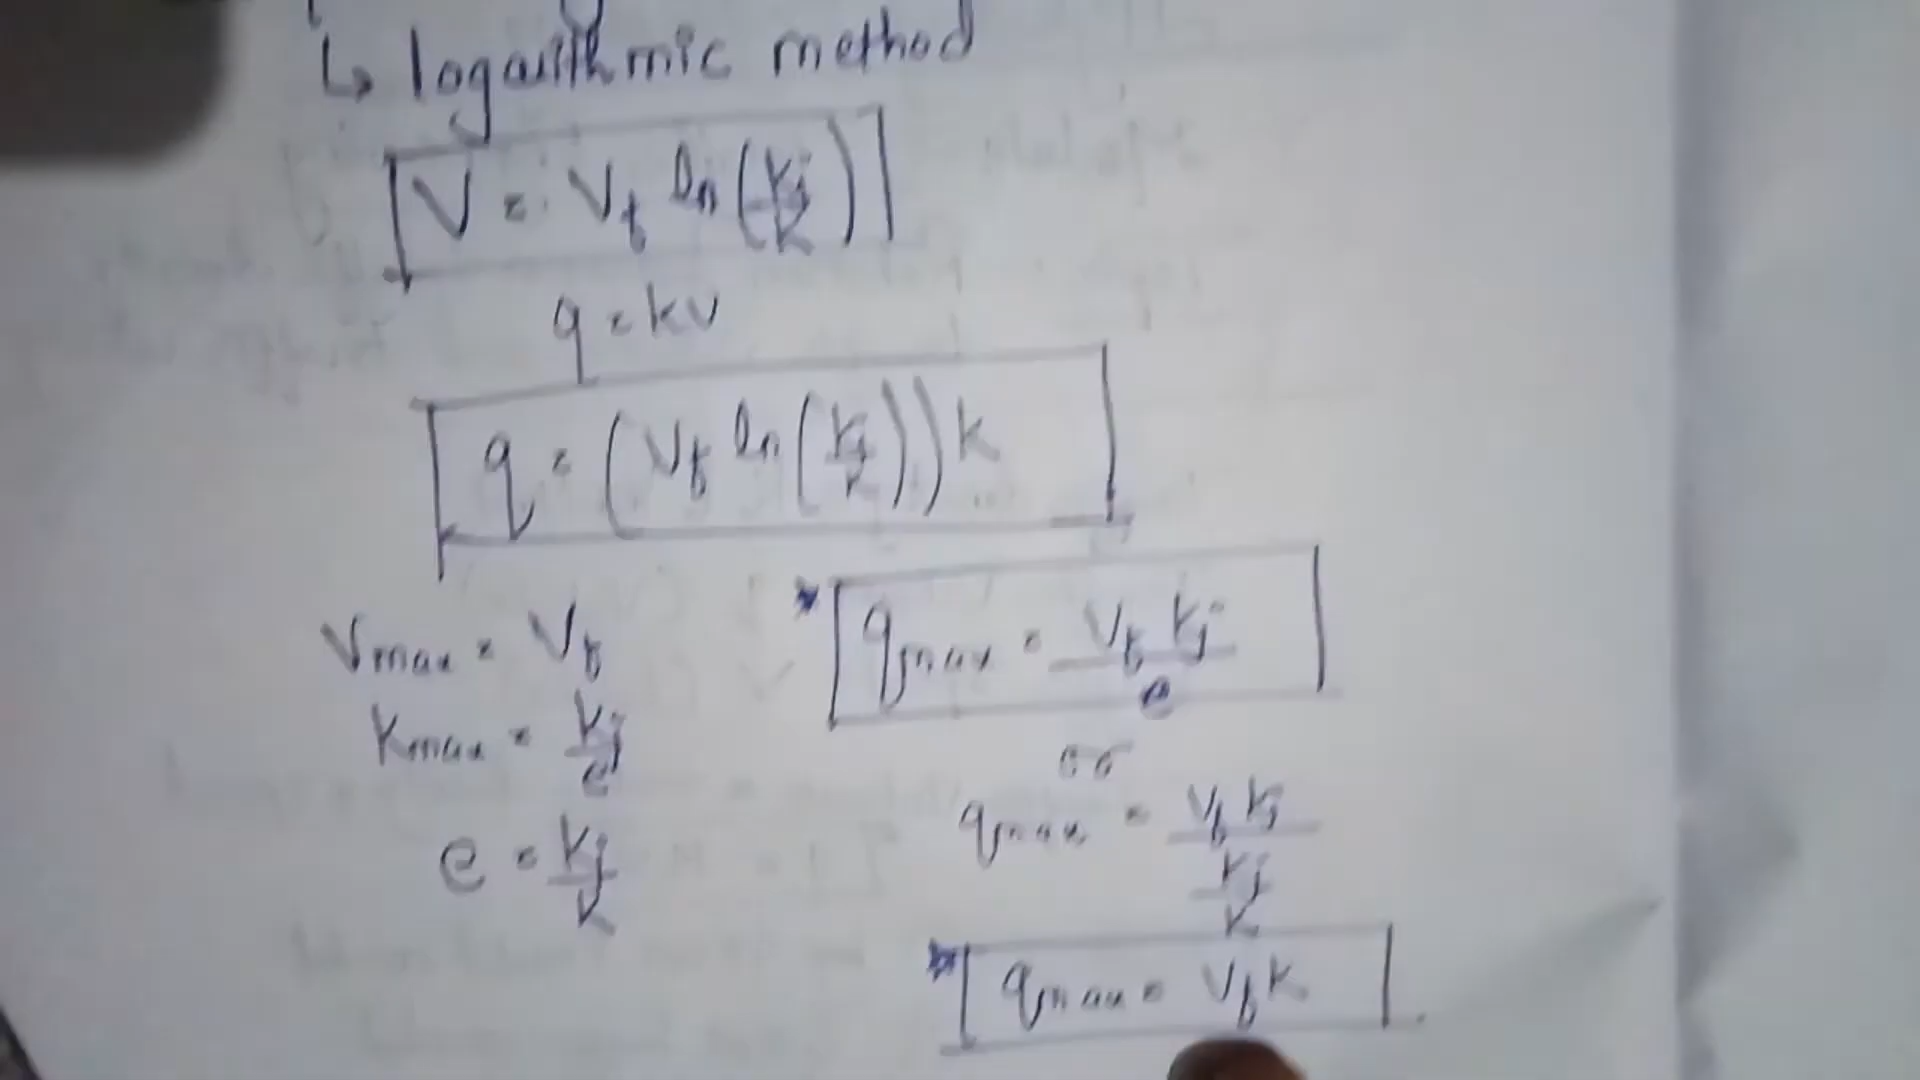 ↳ logarithmic method
V = V_f ln(k_j/k)
q = kv
q = (V_f ln(k_j/k))k
V_max = V_f
K_max = k_j/e
e = k_j/k
* q_max = V_f k_j/e
or
q_max = V_f k_j/(k_j/k)
* q_max = V_f k